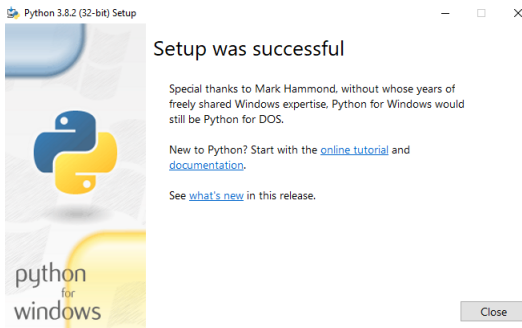 Python 3.8.2 (32-bit) Setup
Setup was successful
Special thanks to Mark Hammond, without whose years of
freely shared Windows expertise, Python for Windows would
still be Python for DOS.
New to Python? Start with the online tutorial and
documentation.
See what's new in this release.
python
for
windows
Close